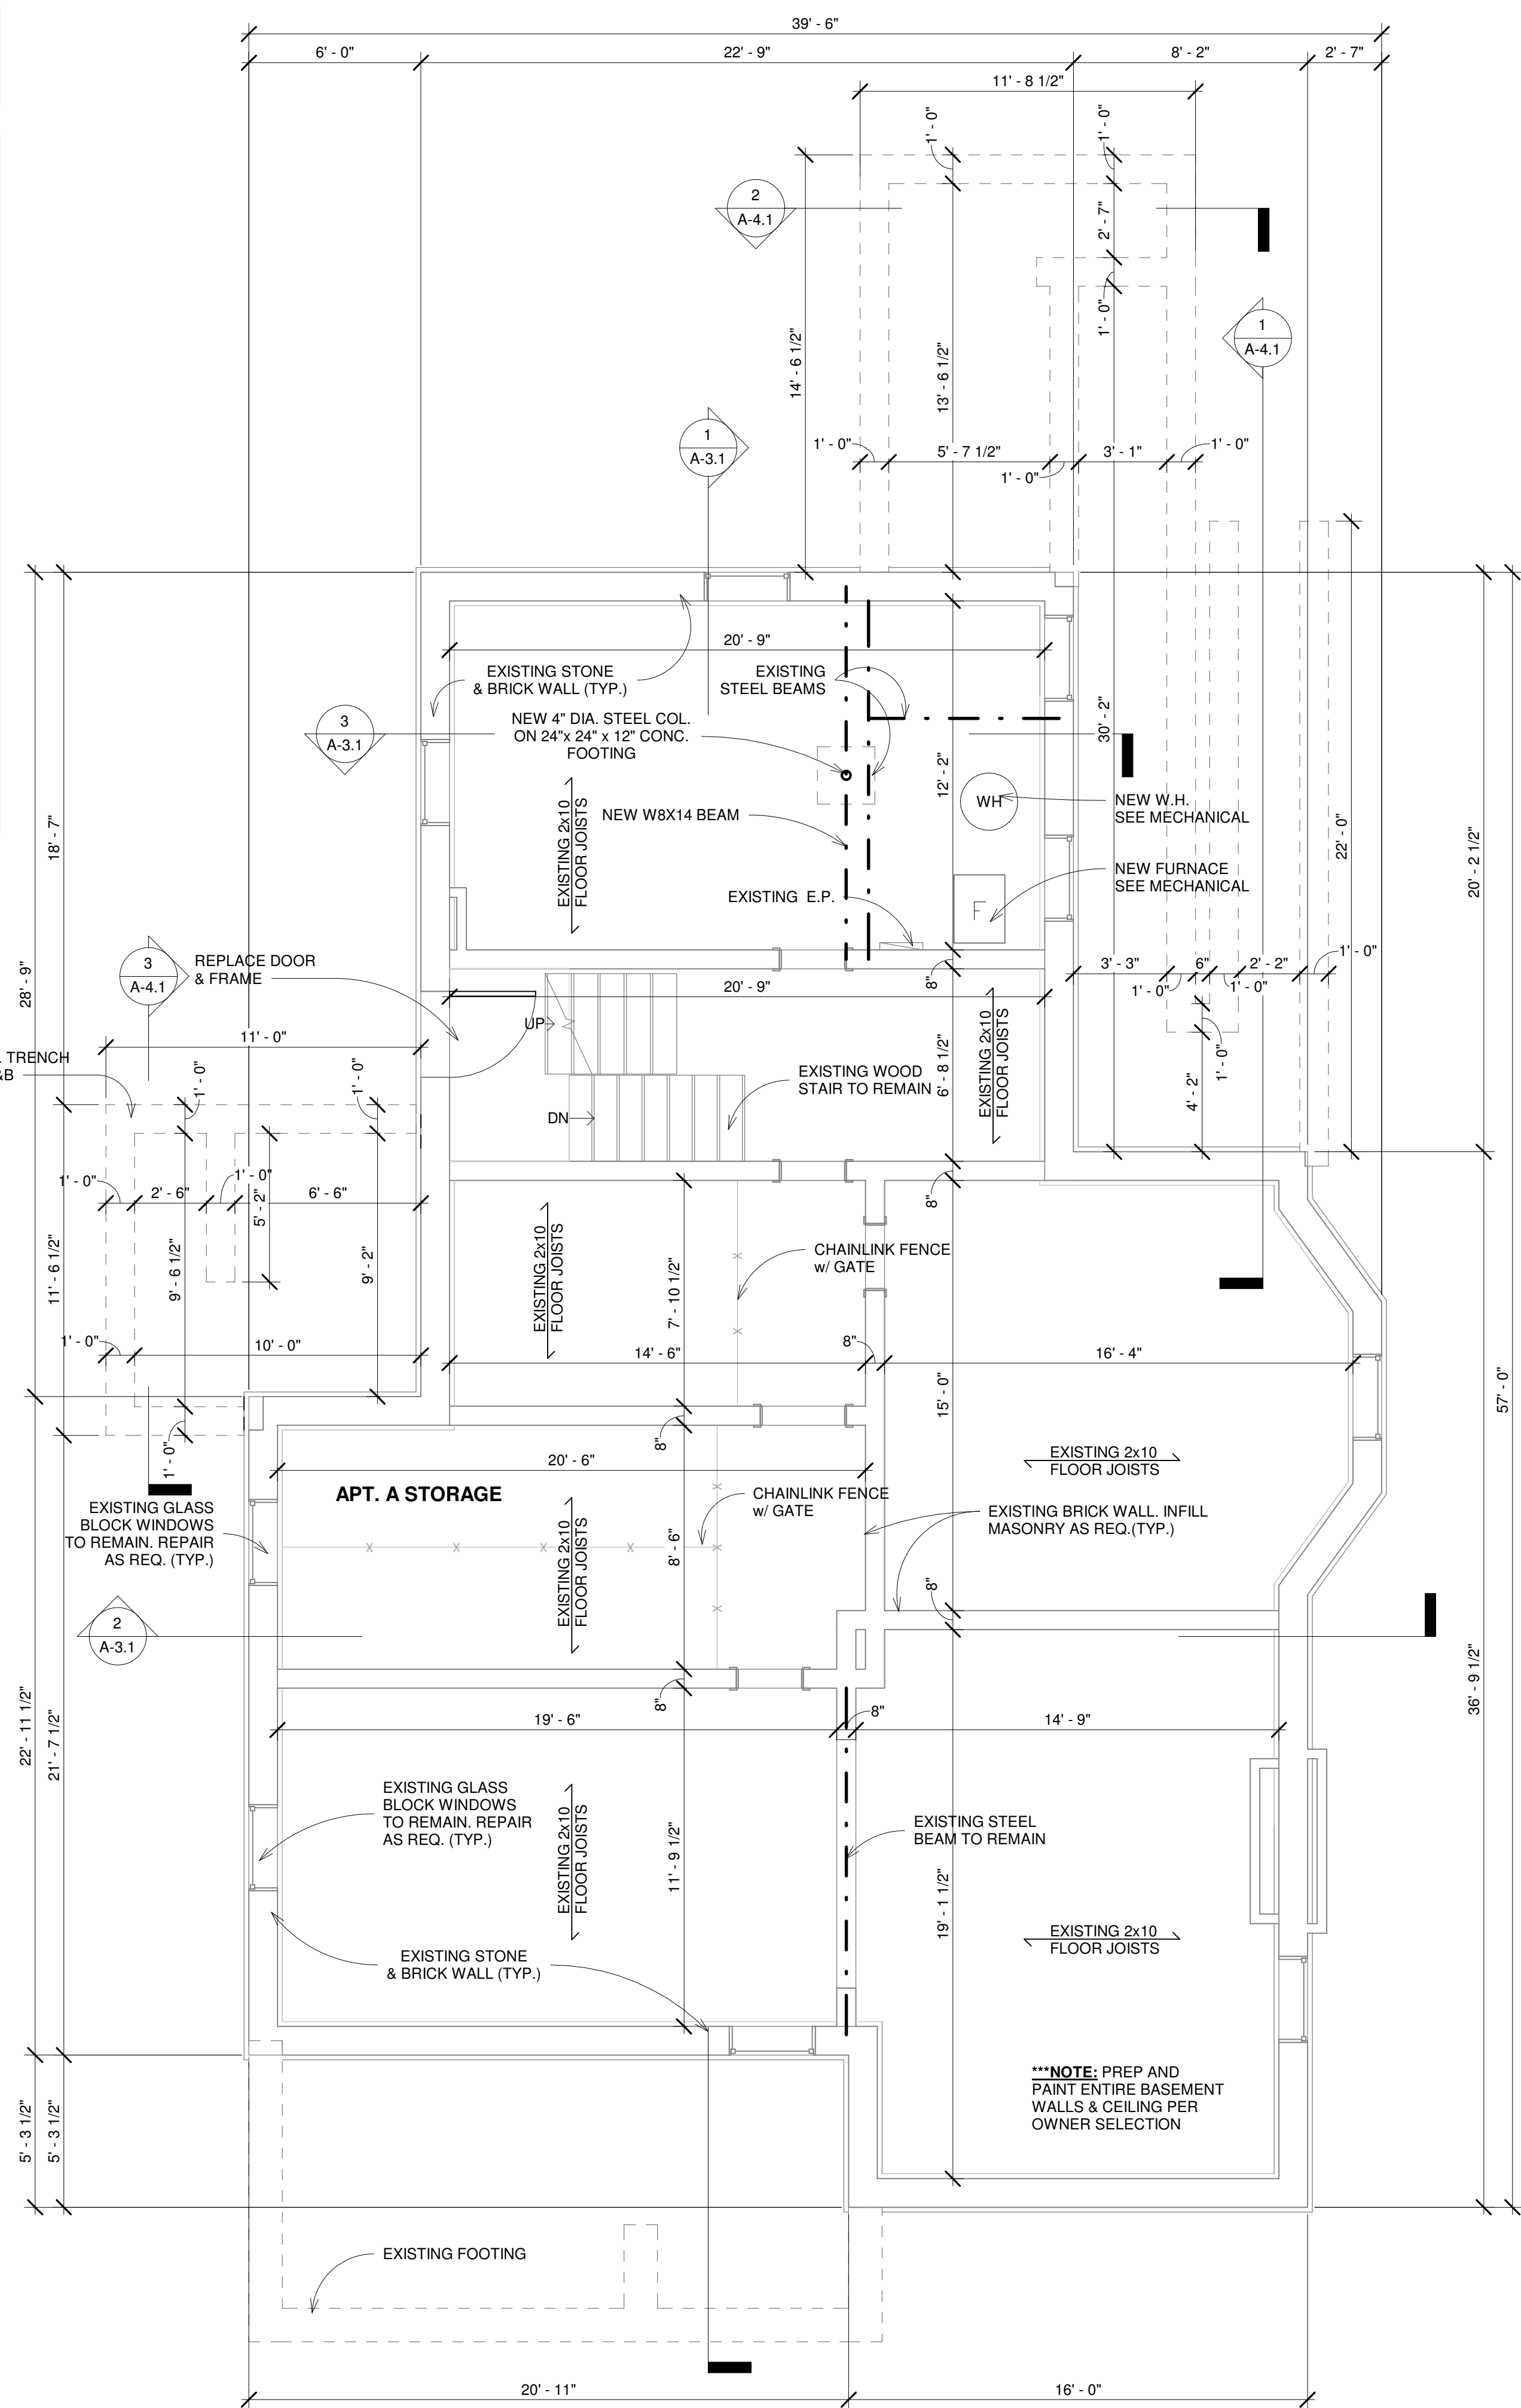 39' - 6"
6' - 0"
22' - 9"
8' - 2"
2' - 7"
11' - 8 1/2"
1' - 0"
1' - 0"
2
A-4.1
2' - 7"
1' - 0"
1
A-4.1
14' - 6 1/2"
13' - 6 1/2"
1
A-3.1
1' - 0"
5' - 7 1/2"
1' - 0"
3' - 1"
1' - 0"
20' - 9"
EXISTING STONE
& BRICK WALL (TYP.)
EXISTING
STEEL BEAMS
3
A-3.1
NEW 4" DIA. STEEL COL.
ON 24"x 24" x 12" CONC.
FOOTING
30' - 2"
12' - 2"
WH
NEW W.H.
SEE MECHANICAL
NEW W8X14 BEAM
EXISTING 2x10
FLOOR JOISTS
18' - 7"
22' - 0"
20' - 2 1/2"
NEW FURNACE
SEE MECHANICAL
F
EXISTING E.P.
28' - 9"
3
A-4.1
REPLACE DOOR
& FRAME
8"
20' - 9"
3' - 3"
1' - 0"
6"
1' - 0"
2' - 2"
1' - 0"
UP
11' - 0"
TRENCH
&B
1' - 0"
1' - 0"
EXISTING WOOD
STAIR TO REMAIN
6' - 8 1/2"
EXISTING 2x10
FLOOR JOISTS
1' - 0"
4' - 2"
DN
1' - 0"
2' - 6"
1' - 0"
5' - 2"
6' - 6"
8"
11' - 6 1/2"
9' - 6 1/2"
9' - 2"
EXISTING 2x10
FLOOR JOISTS
7' - 10 1/2"
CHAINLINK FENCE
w/ GATE
1' - 0"
10' - 0"
14' - 6"
8"
16' - 4"
15' - 0"
57' - 0"
1' - 0"
8"
20' - 6"
EXISTING 2x10
FLOOR JOISTS
APT. A STORAGE
CHAINLINK FENCE
w/ GATE
EXISTING GLASS
BLOCK WINDOWS
TO REMAIN. REPAIR
AS REQ. (TYP.)
EXISTING BRICK WALL. INFILL
MASONRY AS REQ.(TYP.)
EXISTING 2x10
FLOOR JOISTS
8' - 6"
8"
2
A-3.1
36' - 9 1/2"
22' - 11 1/2"
21' - 7 1/2"
8"
19' - 6"
8"
14' - 9"
EXISTING GLASS
BLOCK WINDOWS
TO REMAIN. REPAIR
AS REQ. (TYP.)
EXISTING 2x10
FLOOR JOISTS
11' - 9 1/2"
EXISTING STEEL
BEAM TO REMAIN
19' - 1 1/2"
EXISTING 2x10
FLOOR JOISTS
EXISTING STONE
& BRICK WALL (TYP.)
***NOTE: PREP AND
PAINT ENTIRE BASEMENT
WALLS & CEILING PER
OWNER SELECTION
5' - 3 1/2"
5' - 3 1/2"
EXISTING FOOTING
20' - 11"
16' - 0"